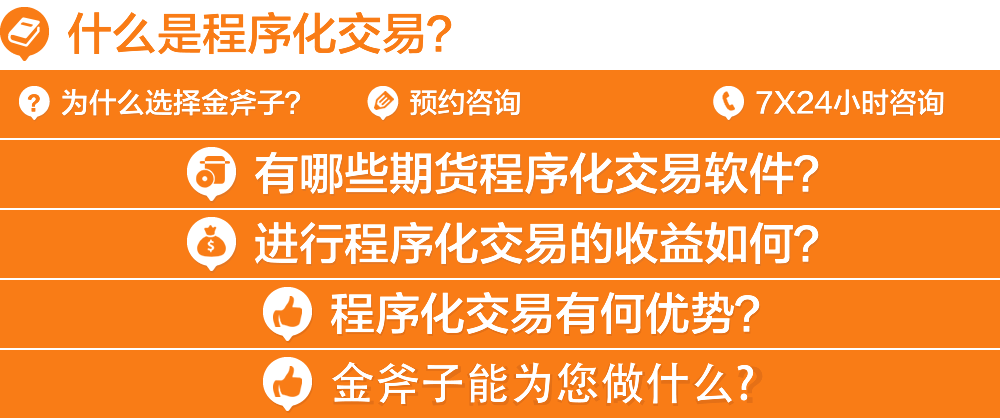 什么是程序化交易?
为什么选择金斧子? 预约咨询 7X24小时咨询
有哪些期货程序化交易软件?
进行程序化交易的收益如何?
程序化交易有何优势?
金斧子能为您做什么?